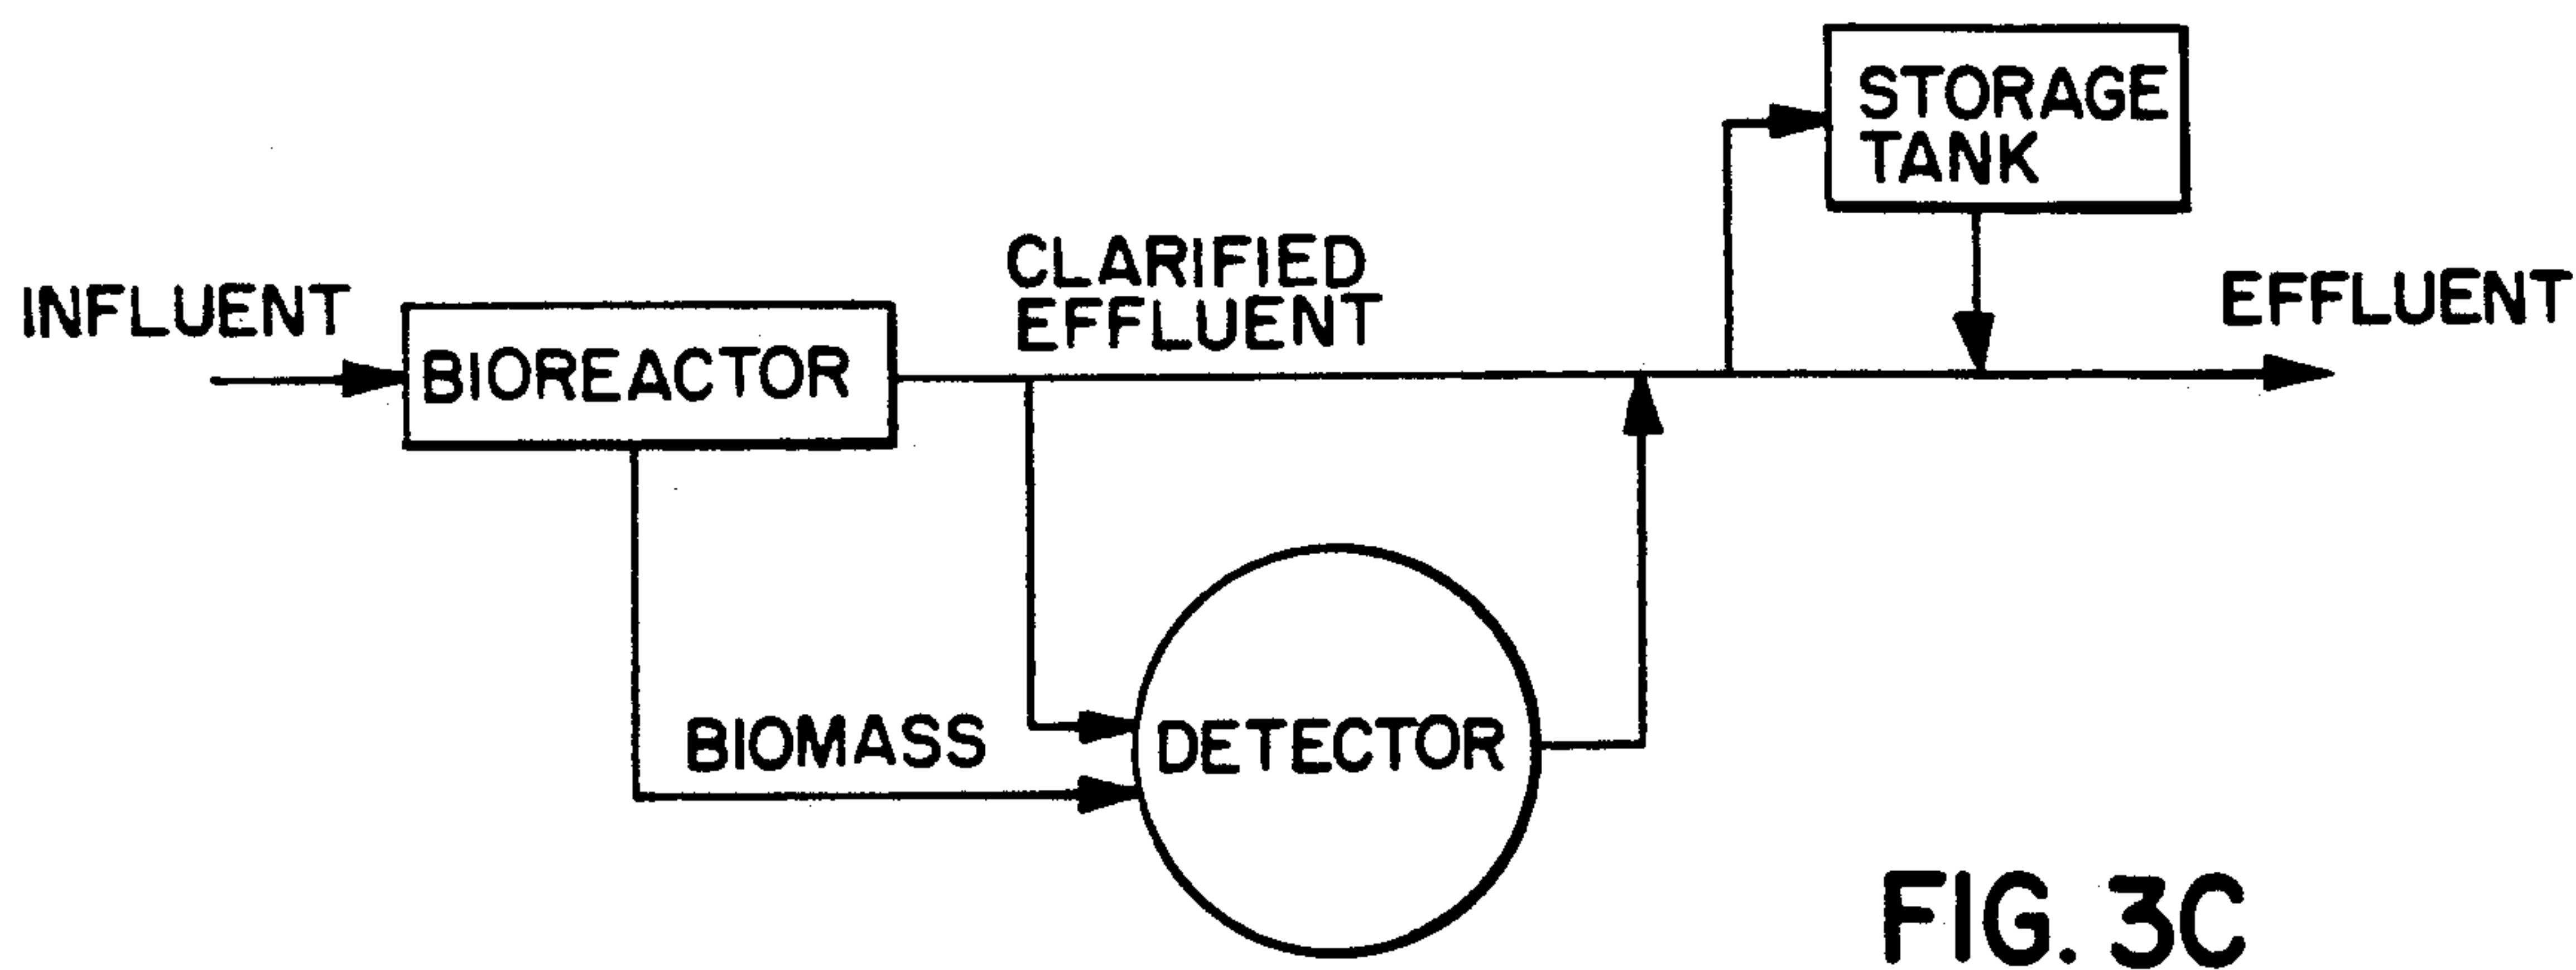 STORAGE
TANK
CLARIFIED
EFFLUENT
INFLUENT
EFFLUENT
BIOREACTOR
BIOMASS
DETECTOR
FIG. 3C